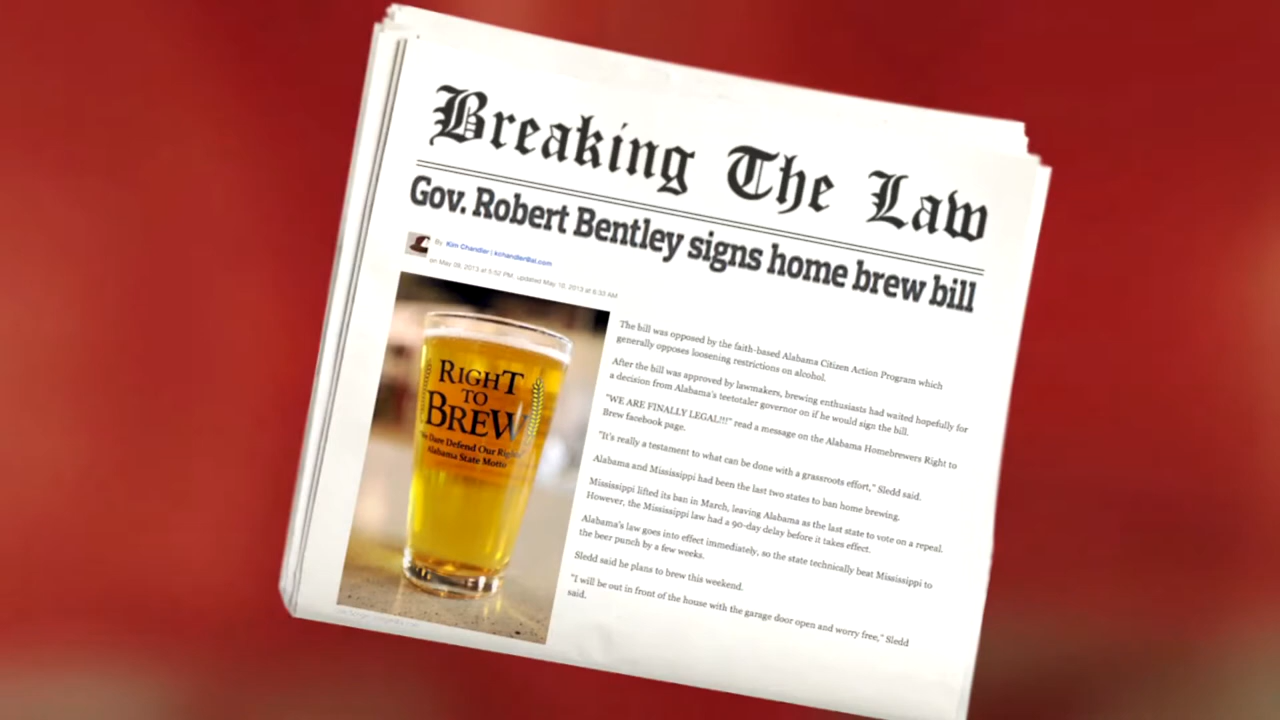 Breaking The Law
Gov. Robert Bentley signs home brew bill
By Kim Chandler | kchandler@al.com
on May 09, 2013 at 5:52 PM, updated May 10, 2013 at 6:33 AM
RIGHT
TO
BREW
We Dare Defend Our Rights
Alabama State Motto
The bill was opposed by the faith-based Alabama Citizen Action Program which
generally opposes loosening restrictions on alcohol.
After the bill was approved by lawmakers, brewing enthusiasts had waited hopefully for
a decision from Alabama's teetotaler governor on if he would sign the bill.
"WE ARE FINALLY LEGAL!!!" read a message on the Alabama Homebrewers Right to
Brew facebook page.
"It's really a testament to what can be done with a grassroots effort," Sledd said.
Alabama and Mississippi had been the last two states to ban home brewing.
Mississippi lifted its ban in March, leaving Alabama as the last state to vote on a repeal.
However, the Mississippi law had a 90-day delay before it takes effect.
Alabama's law goes into effect immediately, so the state technically beat Mississippi to
the beer punch by a few weeks.
Sledd said he plans to brew this weekend.
"I will be out in front of the house with the garage door open and worry free," Sledd
said.